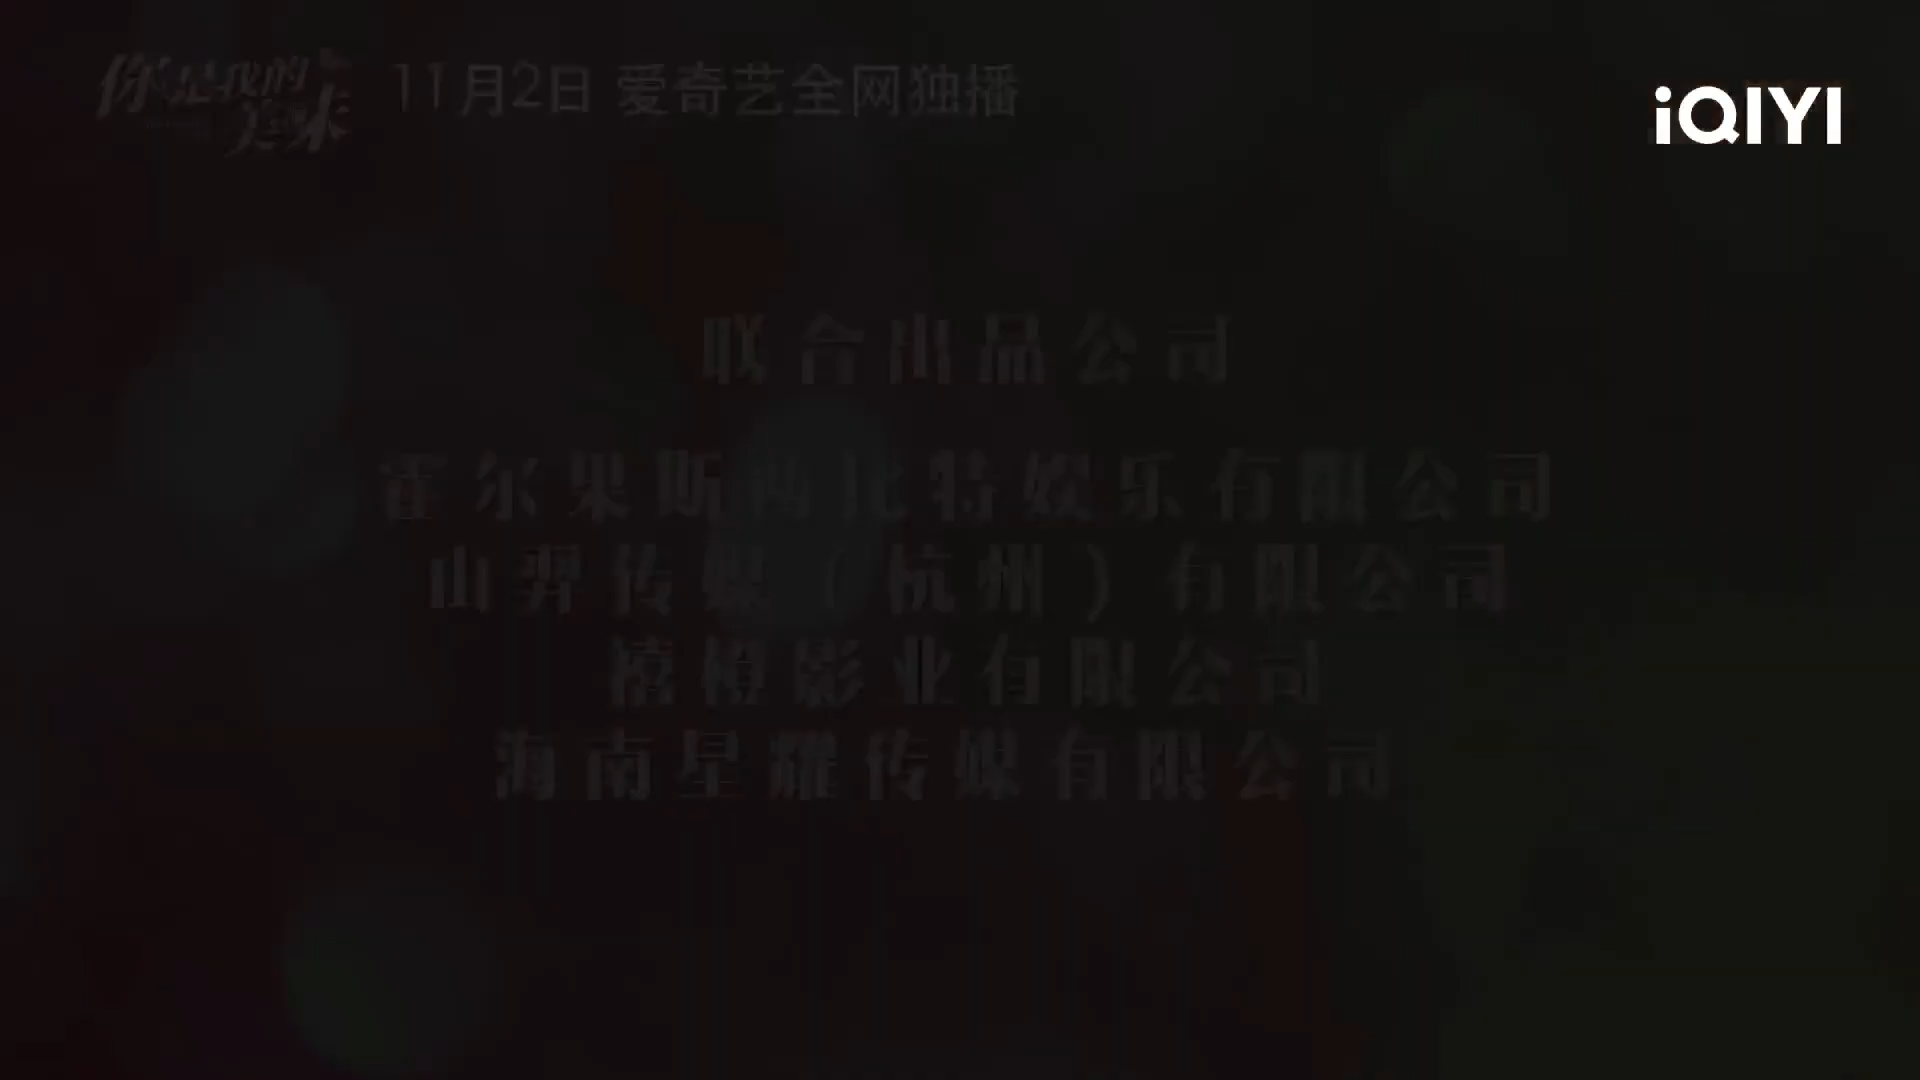 你是我的美味
11月2日 爱奇艺全网独播
iQIYI
联合出品公司
霍尔果斯两比特娱乐有限公司
山羿传媒（杭州）有限公司
禧橙影业有限公司
海南星耀传媒有限公司